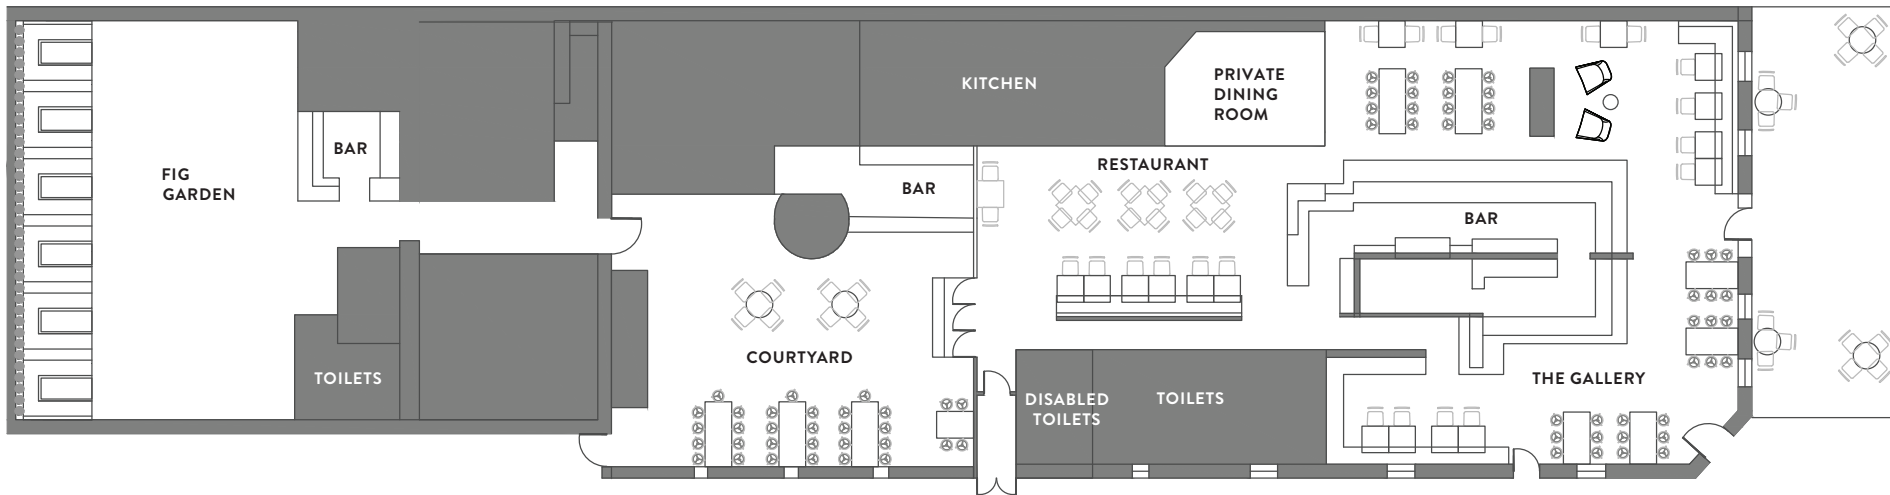 FIG
GARDEN
BAR
TOILETS
COURTYARD
BAR
KITCHEN
PRIVATE
DINING
ROOM
RESTAURANT
BAR
DISABLED
TOILETS
TOILETS
THE GALLERY